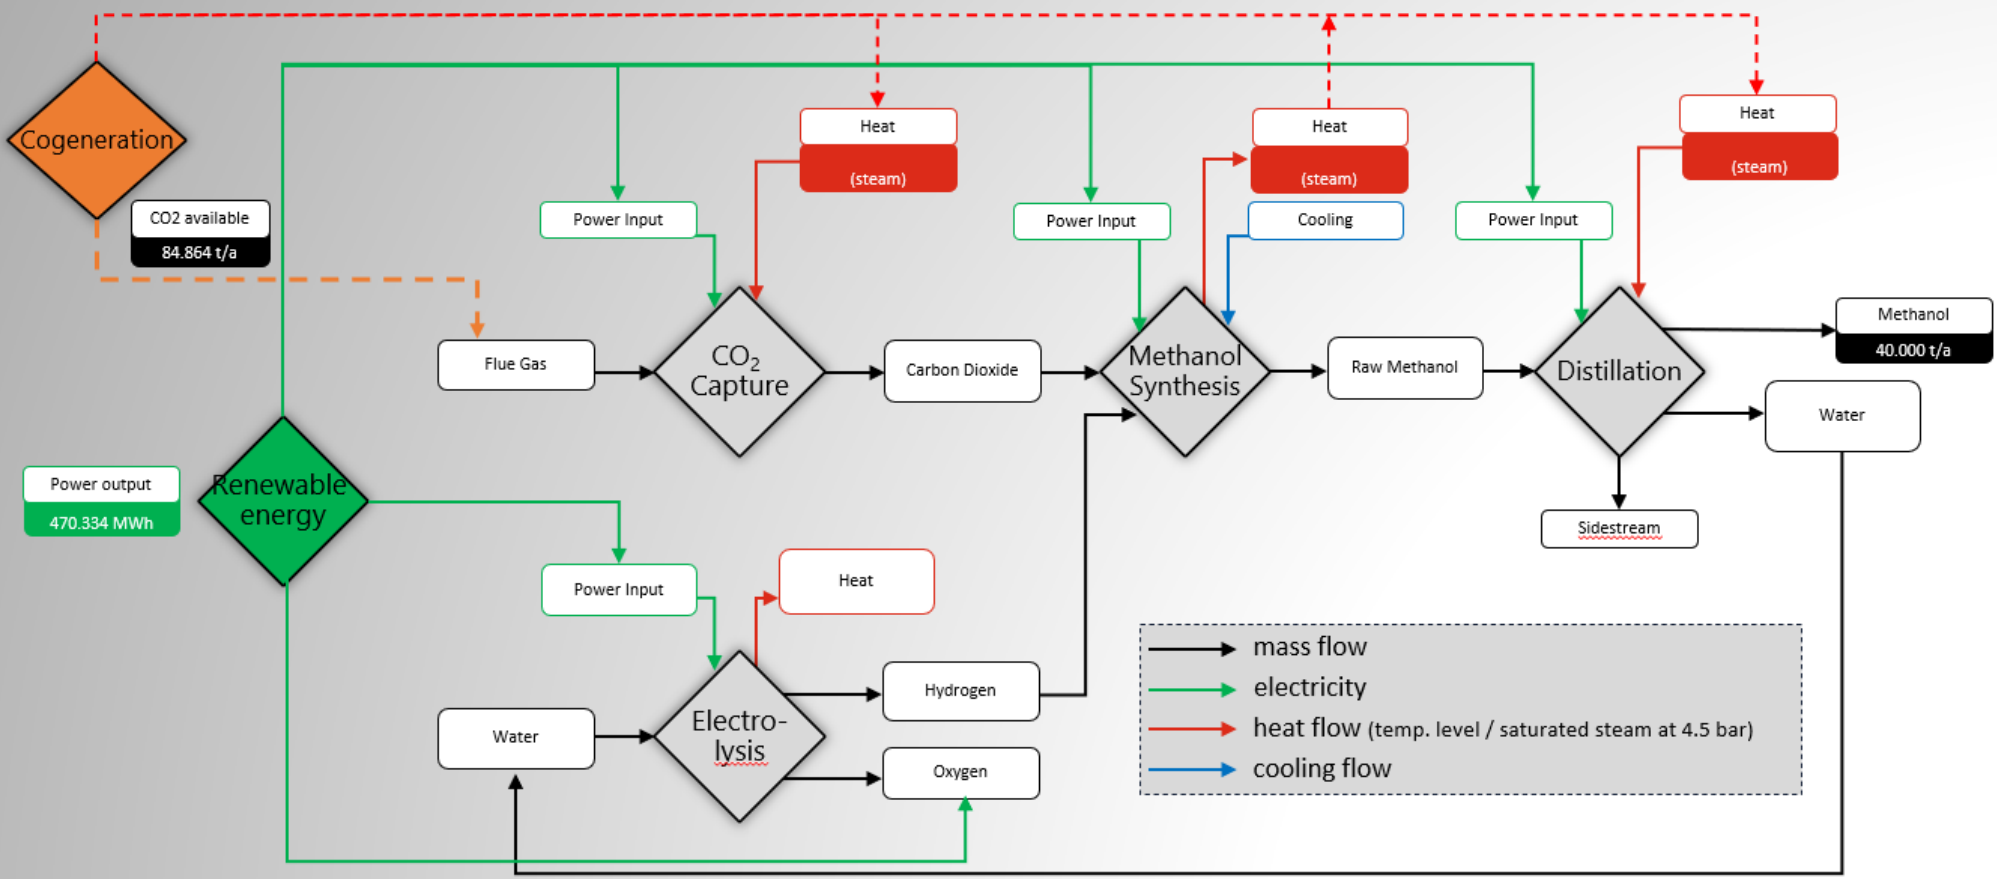 Cogeneration
CO2 available
84.864 t/a
Heat
(steam)
Heat
(steam)
Heat
(steam)
Power Input
Power Input
Cooling
Power Input
Flue Gas
CO₂
Capture
Carbon Dioxide
Methanol
Synthesis
Raw Methanol
Distillation
Methanol
40.000 t/a
Water
Sidestream
Power output
470.334 MWh
Renewable
energy
Power Input
Heat
Water
Electro-
lysis
Hydrogen
Oxygen
mass flow
electricity
heat flow (temp. level / saturated steam at 4.5 bar)
cooling flow